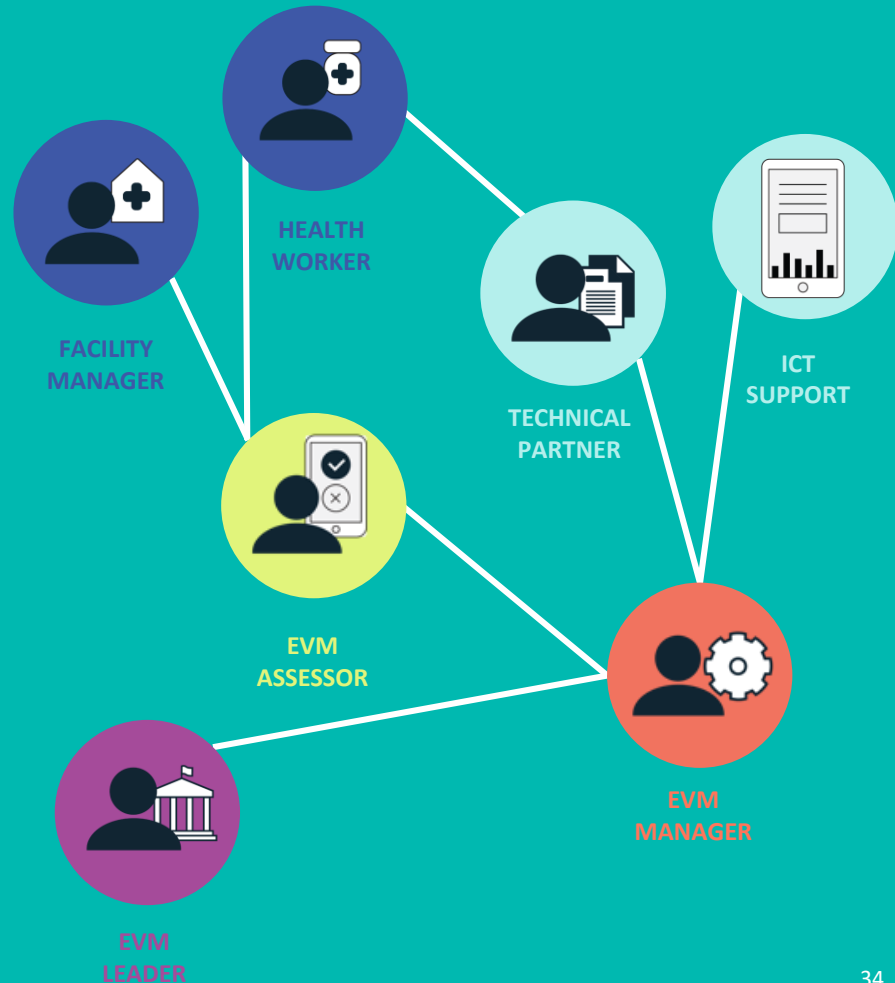 HEALTH
WORKER
FACILITY
MANAGER
ICT
SUPPORT
TECHNICAL
PARTNER
EVM
ASSESSOR
EVM
MANAGER
EVM
LEADER
34